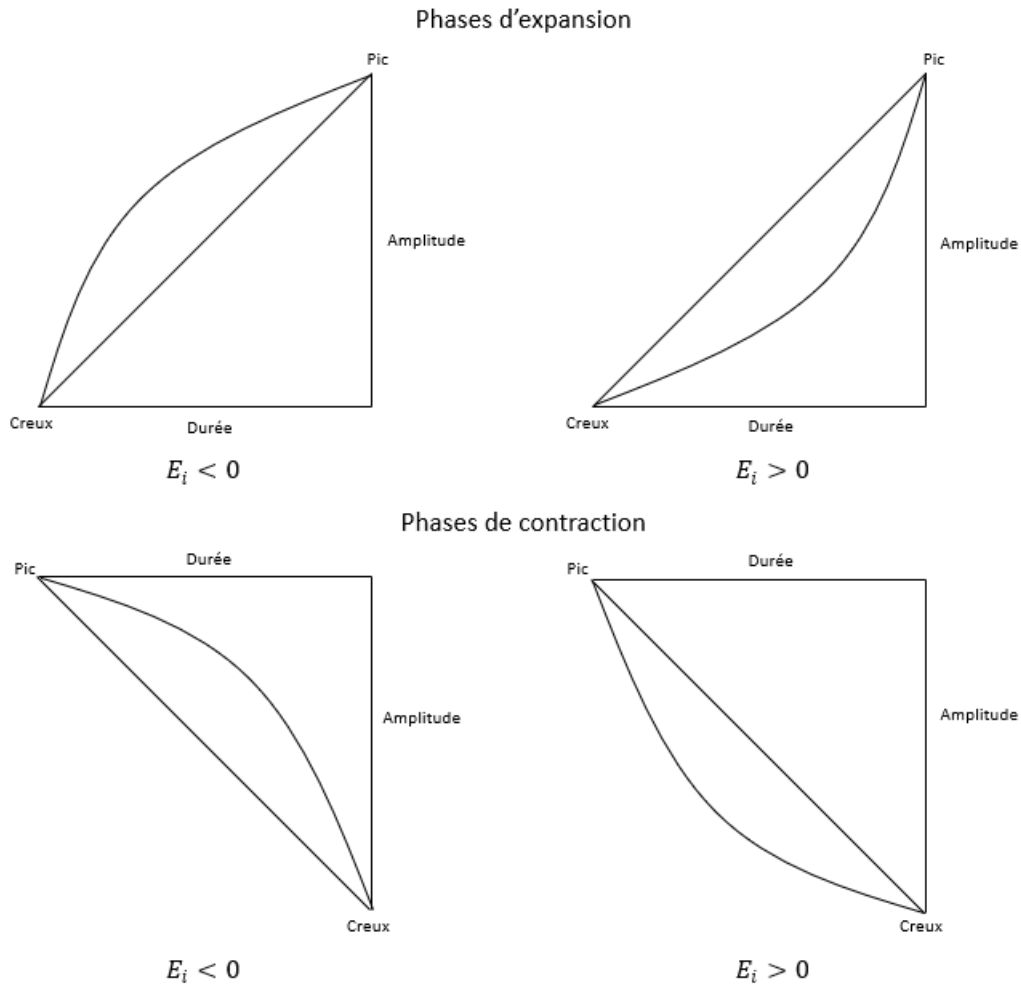 Phases d’expansion
Pic
Pic
Amplitude
Amplitude
Creux
Durée
Creux
Durée
E_i < 0
E_i > 0
Phases de contraction
Pic
Durée
Pic
Durée
Amplitude
Amplitude
Creux
Creux
E_i < 0
E_i > 0